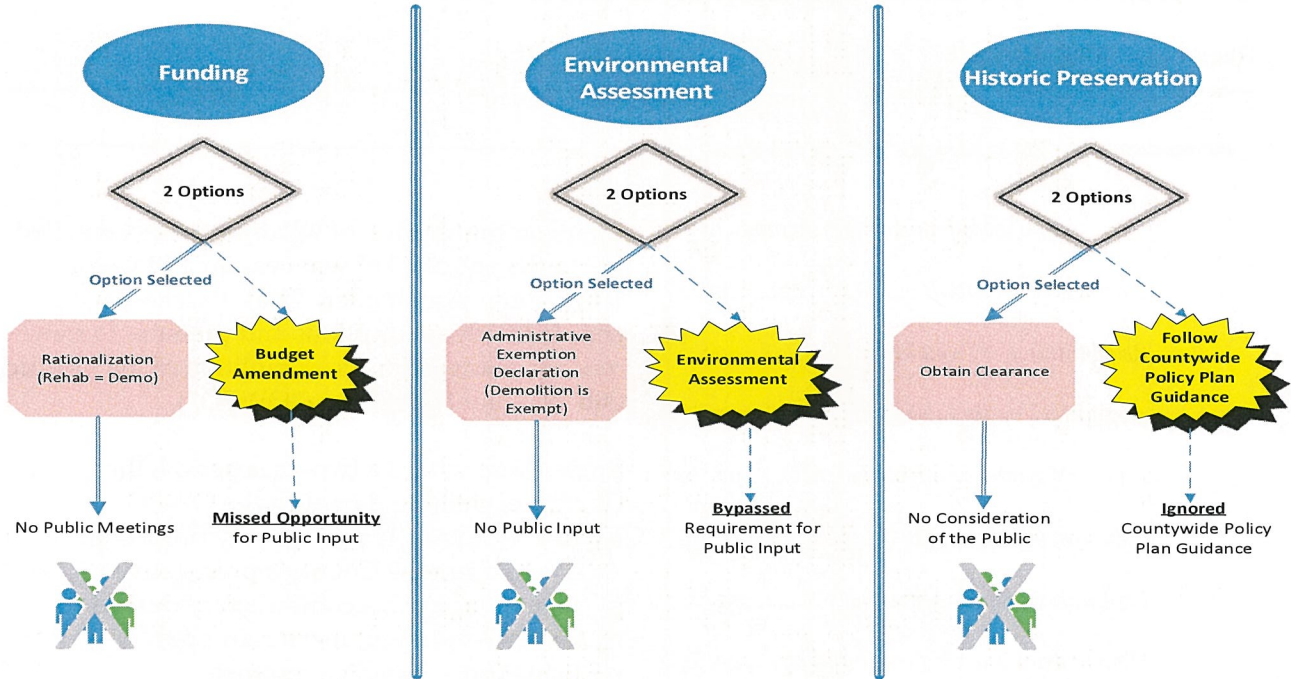 Funding
2 Options
Option Selected
Rationalization
(Rehab = Demo)
Budget
Amendment
No Public Meetings
Missed Opportunity
for Public Input
Environmental
Assessment
2 Options
Option Selected
Administrative
Exemption
Declaration
(Demolition is
Exempt)
Environmental
Assessment
No Public Input
Bypassed
Requirement for
Public Input
Historic Preservation
2 Options
Option Selected
Obtain Clearance
Follow
Countywide
Policy Plan
Guidance
No Consideration
of the Public
Ignored
Countywide Policy
Plan Guidance